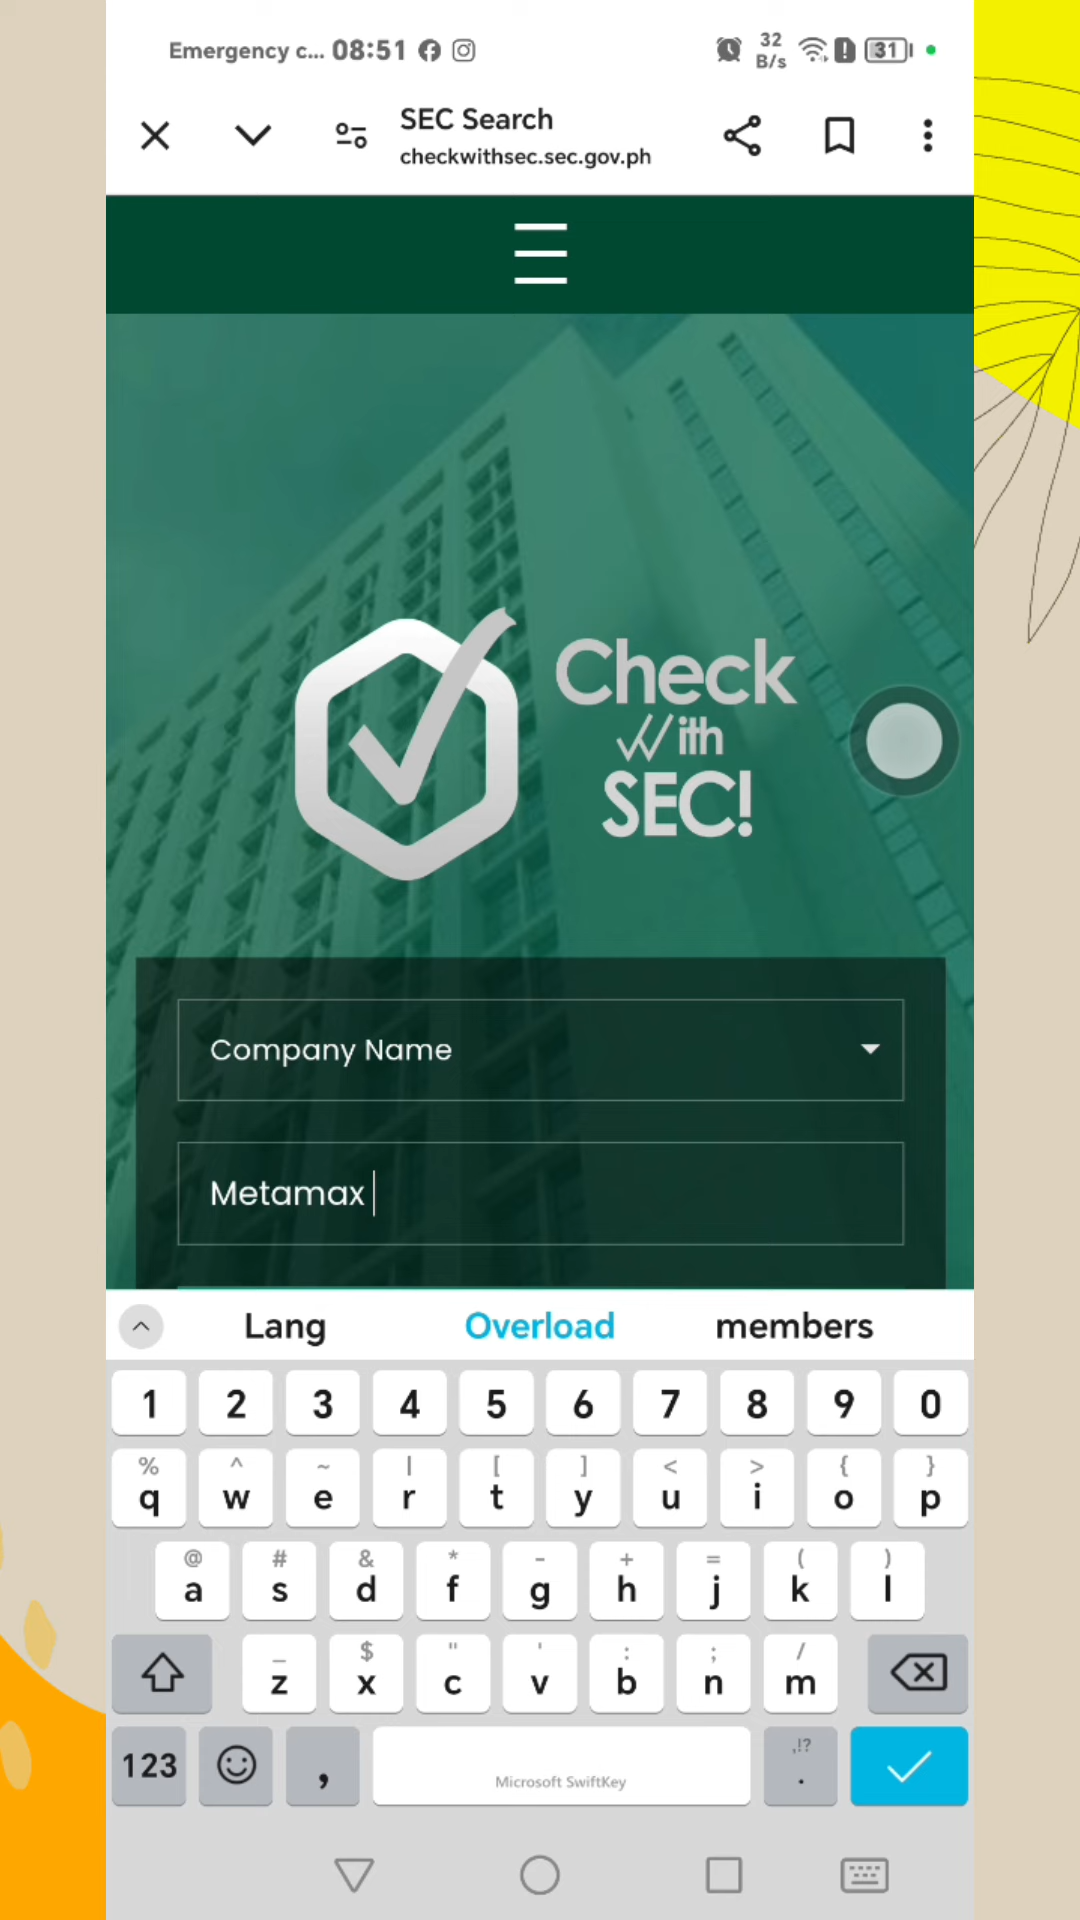 Emergency c... 08:51
32
B/s
31
SEC Search
checkwithsec.sec.gov.ph
Check
With
SEC!
Company Name
Metamax
Lang Overload members
1 2 3 4 5 6 7 8 9 0
% ^ ~ | [ ] < > { }
q w e r t y u i o p
@ # & * - + = ( )
a s d f g h j k l
_ $ " ' : ; /
z x c v b n m
123 , ,!? .
Microsoft SwiftKey